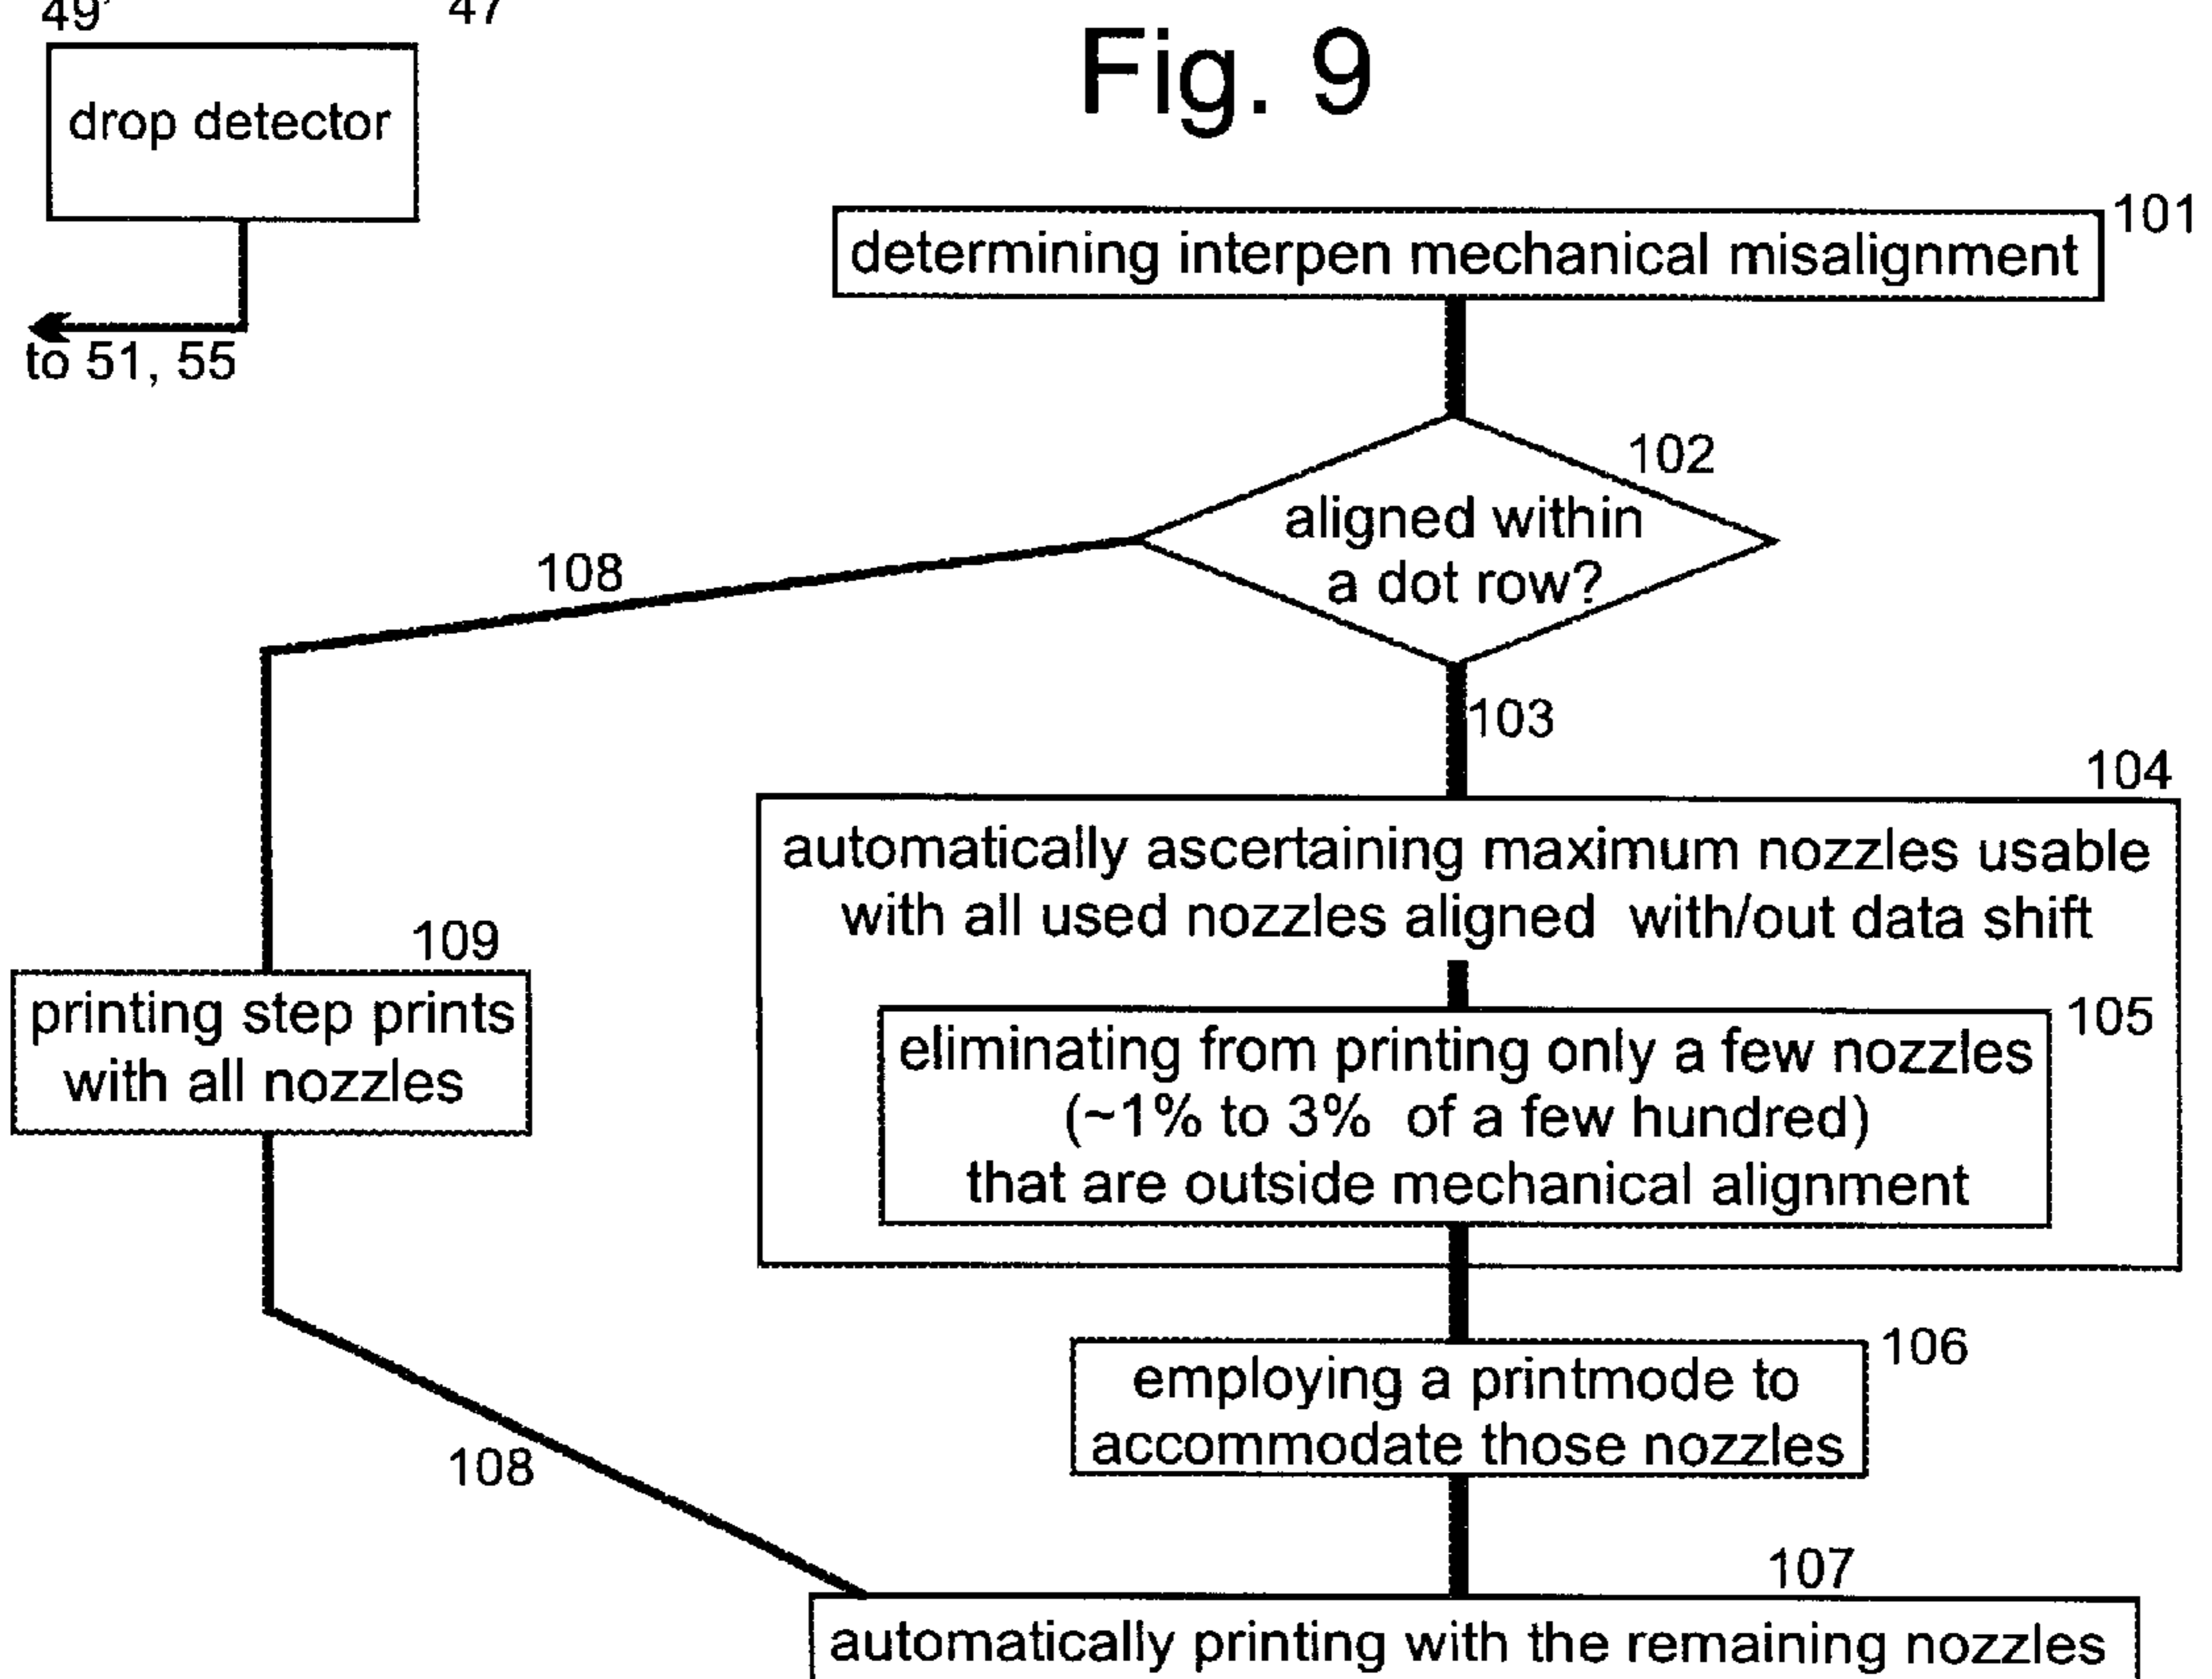 49'
47
Fig. 9
drop detector
to 51, 55
101
determining interpen mechanical misalignment
102
aligned within
a dot row?
108
103
104
automatically ascertaining maximum nozzles usable
with all used nozzles aligned with/out data shift
109
printing step prints
with all nozzles
105
eliminating from printing only a few nozzles
(~1% to 3% of a few hundred)
that are outside mechanical alignment
106
employing a printmode to
accommodate those nozzles
108
107
automatically printing with the remaining nozzles